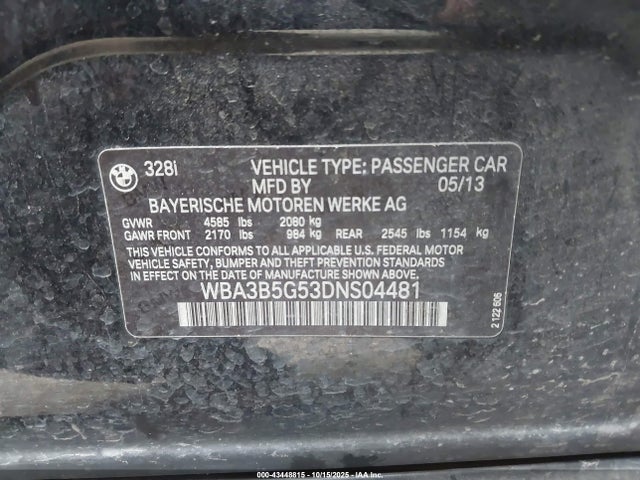 BMW
328i VEHICLE TYPE: PASSENGER CAR
MFD BY 05/13
BAYERISCHE MOTOREN WERKE AG
GVWR 4585 lbs 2080 kg
GAWR FRONT 2170 lbs 984 kg REAR 2545 lbs 1154 kg
THIS VEHICLE CONFORMS TO ALL APPLICABLE U.S. FEDERAL MOTOR
VEHICLE SAFETY, BUMPER AND THEFT PREVENTION STANDARDS
IN EFFECT ON THE DATE OF MANUFACTURE SHOWN ABOVE.
WBA3B5G53DNS04481
2 122 606
000-43448815 - 10/15/2025 - IAA Inc.